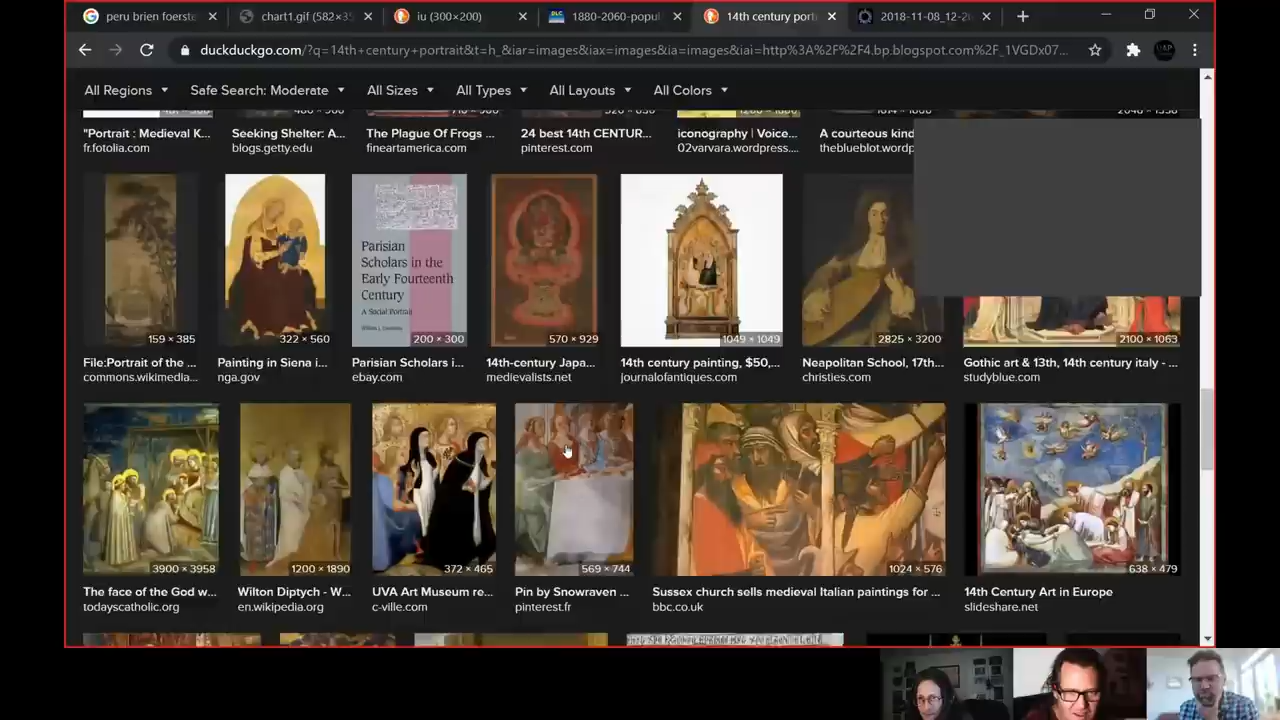 peru brien foerste
chart1.gif (582×35
iu (300×200)
1880-2060-popul
14th century port
2018-11-08_12-2
duckduckgo.com/?q=14th+century+portrait&t=h_&iar=images&iax=images&ia=images&iai=http%3A%2F%2F4.bp.blogspot.com%2F_1VGDx07...
All Regions
Safe Search: Moderate
All Sizes
All Types
All Layouts
All Colors
"Portrait : Medieval K...
Seeking Shelter: A...
The Plague Of Frogs ...
24 best 14th CENTUR...
iconography | Voice...
A courteous kind
fr.fotolia.com
blogs.getty.edu
fineartamerica.com
pinterest.com
02varvara.wordpress....
theblueblot.wordp
Parisian
Scholars in the
Early Fourteenth
Century
A Social Portrait
159 × 385
322 × 560
200 × 300
570 × 929
1049 × 1049
2825 × 3200
2100 × 1063
File:Portrait of the ...
Painting in Siena i...
Parisian Scholars i...
14th-century Japa...
14th century painting, $50,...
Neapolitan School, 17th...
Gothic art & 13th, 14th century italy - ...
commons.wikimedia...
nga.gov
ebay.com
medievalists.net
journalofantiques.com
christies.com
studyblue.com
3900 × 3958
1200 × 1890
372 × 465
569 × 744
1024 × 576
638 × 479
The face of the God w...
Wilton Diptych - W...
UVA Art Museum re...
Pin by Snowraven ...
Sussex church sells medieval Italian paintings for ...
14th Century Art in Europe
todayscatholic.org
en.wikipedia.org
c-ville.com
pinterest.fr
bbc.co.uk
slideshare.net